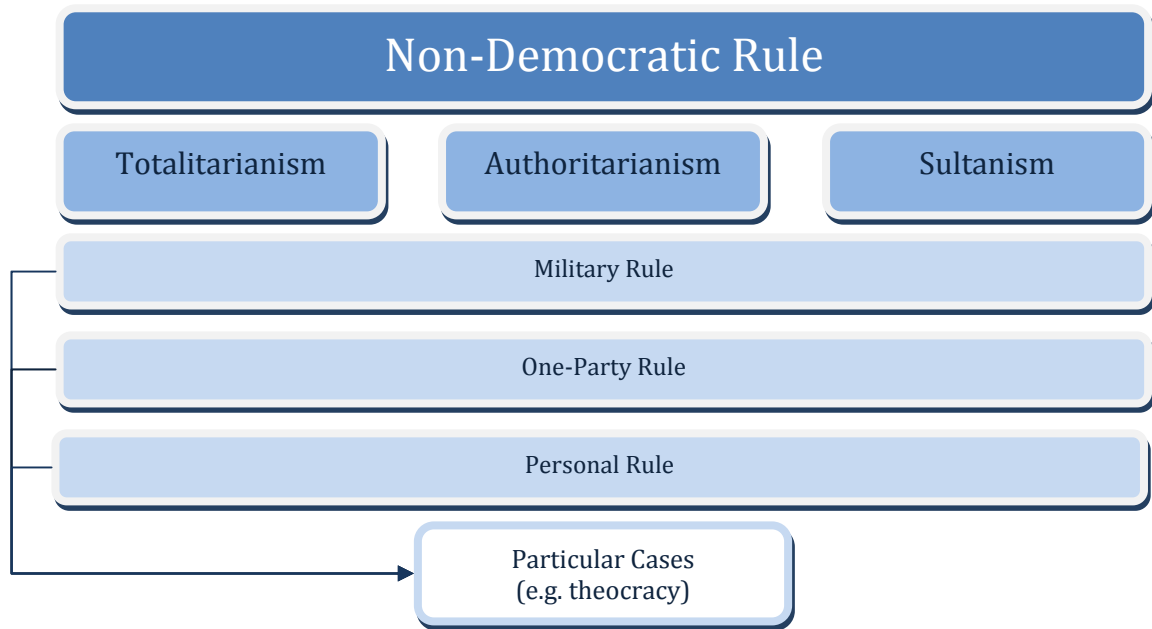 Non-Democratic Rule
Totalitarianism
Authoritarianism
Sultanism
Military Rule
One-Party Rule
Personal Rule
Particular Cases
(e.g. theocracy)